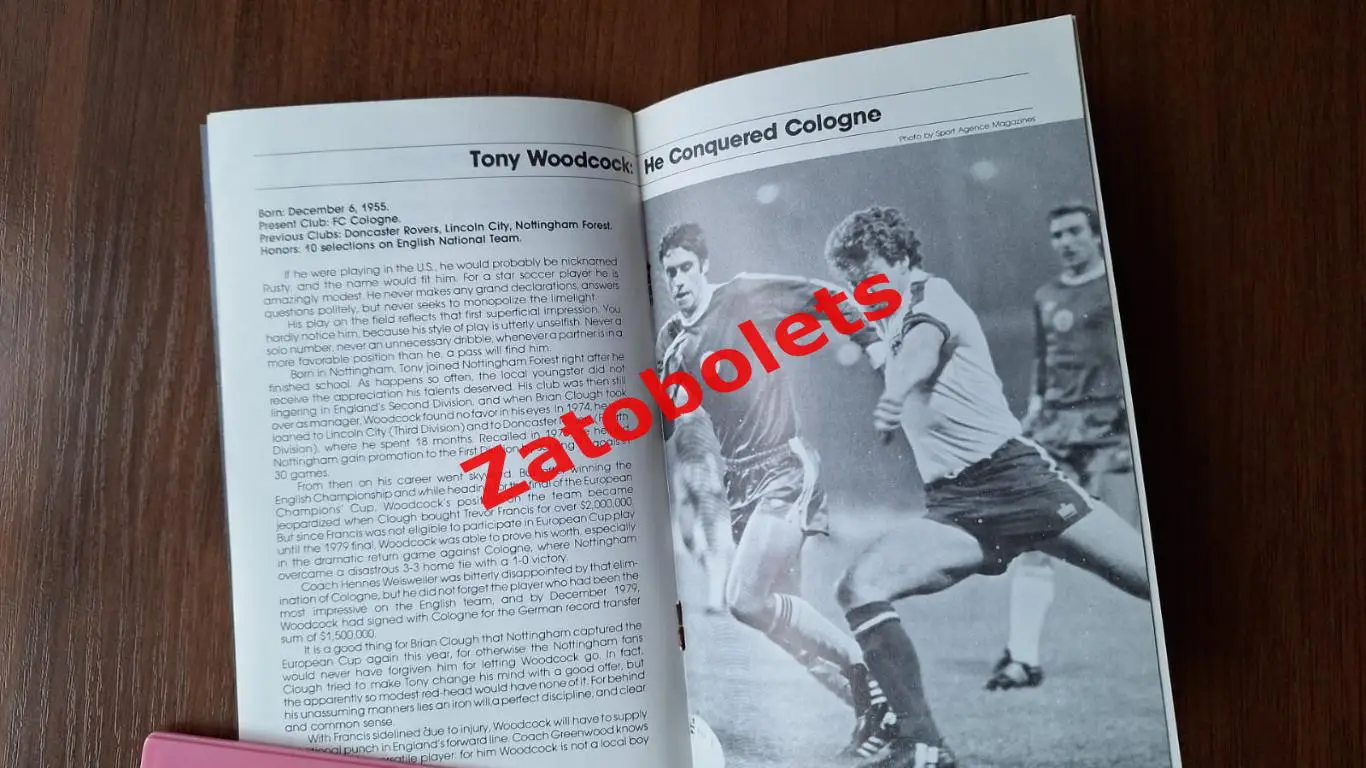 Tony Woodcock: He Conquered Cologne
Photo by Sport Agence Magazines
Born: December 6, 1955.
Present Club: FC Cologne.
Previous Clubs: Doncaster Rovers, Lincoln City, Nottingham Forest.
Honors: 10 selections on English National Team.
If he were playing in the U.S., he would probably be nicknamed
Rusty, and the name would fit him. For a star soccer player he is
amazingly modest. He never makes any grand declarations, answers
questions politely, but never seeks to monopolize the limelight.
His play on the field reflects that first superficial impression. You
hardly notice him, because his style of play is utterly unselfish. Never a
solo number, never an unnecessary dribble, whenever a partner is in a
more favorable position than he, a pass will find him.
Born in Nottingham, Tony joined Nottingham Forest right after he
finished school. As happens so often, the local youngster did not
receive the appreciation his talents deserved. His club was then still
lingering in England's Second Division, and when Brian Clough took
over as manager, Woodcock found no favor in his eyes. In 1974, he
loaned to Lincoln City (Third Division) and to Doncaster
Division), where he spent 18 months. Recalled in he
Nottingham gain promotion to the First goals in
30 games.
From then on his career went winning the
English Championship and while heading final of the European
Champions' Cup, Woodcock's position on the team became
jeopardized when Clough bought Trevor Francis for over $2,000,000.
But since Francis was not eligible to participate in European Cup play
until the 1979 final, Woodcock was able to prove his worth, especially
in the dramatic return game against Cologne, where Nottingham
overcame a disastrous 3-3 home tie with a 1-0 victory.
Coach Hennes Weisweiler was bitterly disappointed by that elim-
ination of Cologne, but he did not forget the player who had been the
most impressive on the English team, and by December 1979,
Woodcock had signed with Cologne for the German record transfer
sum of $1,500,000.
It is a good thing for Brian Clough that Nottingham captured the
European Cup again this year, for otherwise the Nottingham fans
would never have forgiven him for letting Woodcock go. In fact,
Clough tried to make Tony change his mind with a good offer, but
the apparently so modest red-head would have none of it. For behind
his unassuming manners lies an iron will, a perfect discipline, and clear
and common sense.
With Francis sidelined due to injury, Woodcock will have to supply
punch in England's forward line. Coach Greenwood knows
player: for him Woodcock is not a local boy
Zatobolets